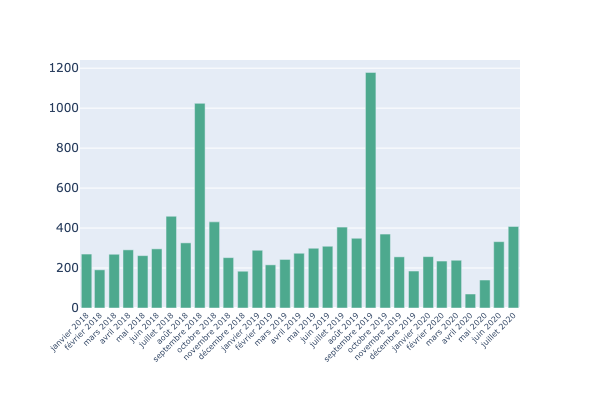 1200
1000
800
600
400
200
0
janvier 2018
février 2018
mars 2018
avril 2018
mai 2018
juin 2018
juillet 2018
août 2018
septembre 2018
octobre 2018
novembre 2018
décembre 2018
janvier 2019
février 2019
mars 2019
avril 2019
mai 2019
juin 2019
juillet 2019
août 2019
septembre 2019
octobre 2019
novembre 2019
décembre 2019
janvier 2020
février 2020
mars 2020
avril 2020
mai 2020
juin 2020
juillet 2020